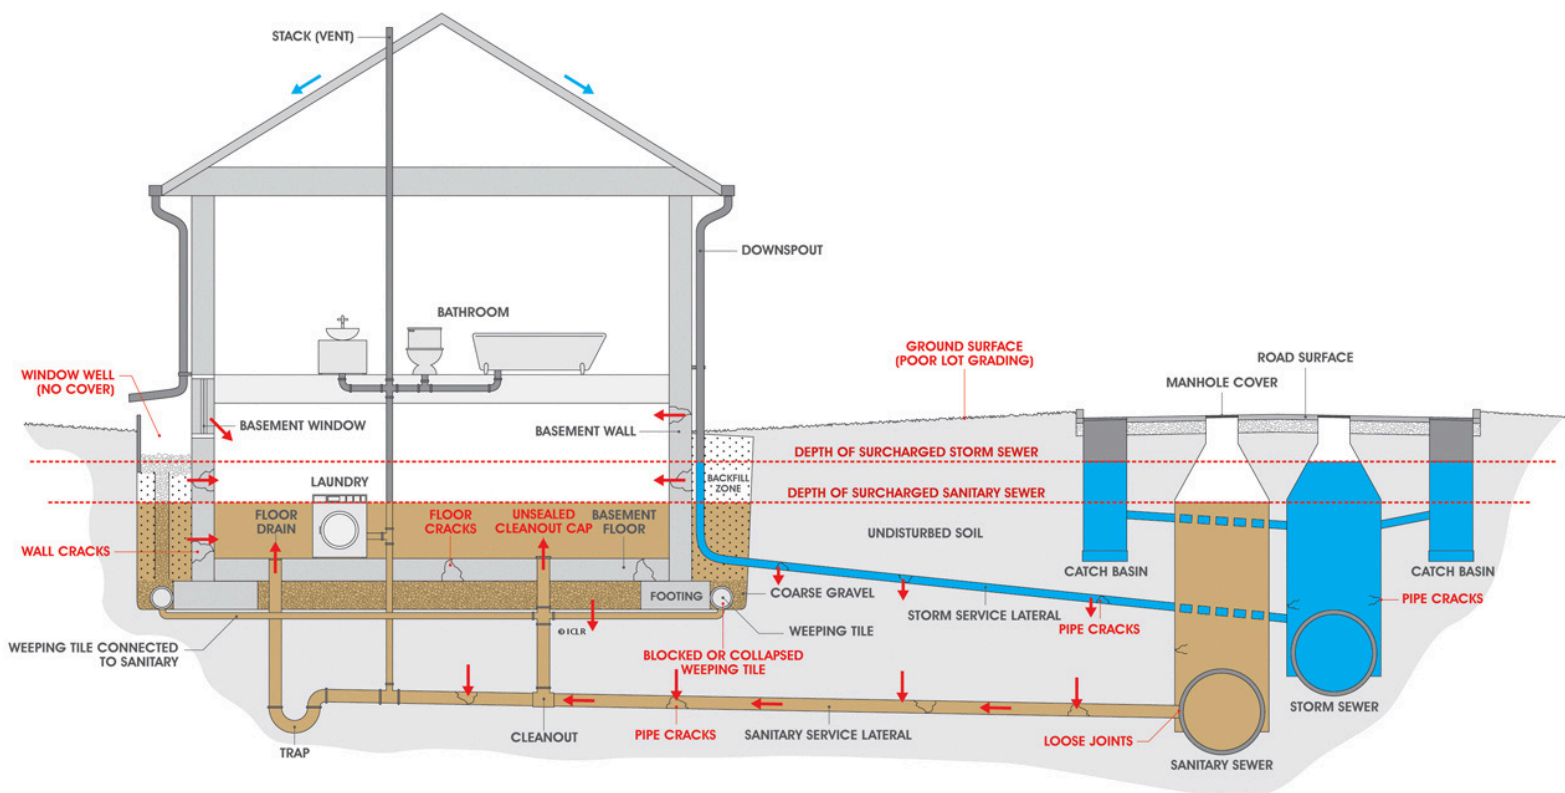 STACK (VENT)
DOWNSPOUT
BATHROOM
WINDOW WELL
(NO COVER)
GROUND SURFACE
(POOR LOT GRADING)
ROAD SURFACE
MANHOLE COVER
BASEMENT WINDOW
BASEMENT WALL
DEPTH OF SURCHARGED STORM SEWER
BACKFILL
ZONE
LAUNDRY
DEPTH OF SURCHARGED SANITARY SEWER
FLOOR
DRAIN
FLOOR
CRACKS
UNSEALED
CLEANOUT CAP
BASEMENT
FLOOR
UNDISTURBED SOIL
WALL CRACKS
CATCH BASIN
CATCH BASIN
FOOTING
COARSE GRAVEL
STORM SERVICE LATERAL
PIPE CRACKS
PIPE CRACKS
© ICLR
WEEPING TILE
WEEPING TILE CONNECTED
TO SANITARY
BLOCKED OR COLLAPSED
WEEPING TILE
STORM SEWER
TRAP
CLEANOUT
PIPE CRACKS
SANITARY SERVICE LATERAL
LOOSE JOINTS
SANITARY SEWER